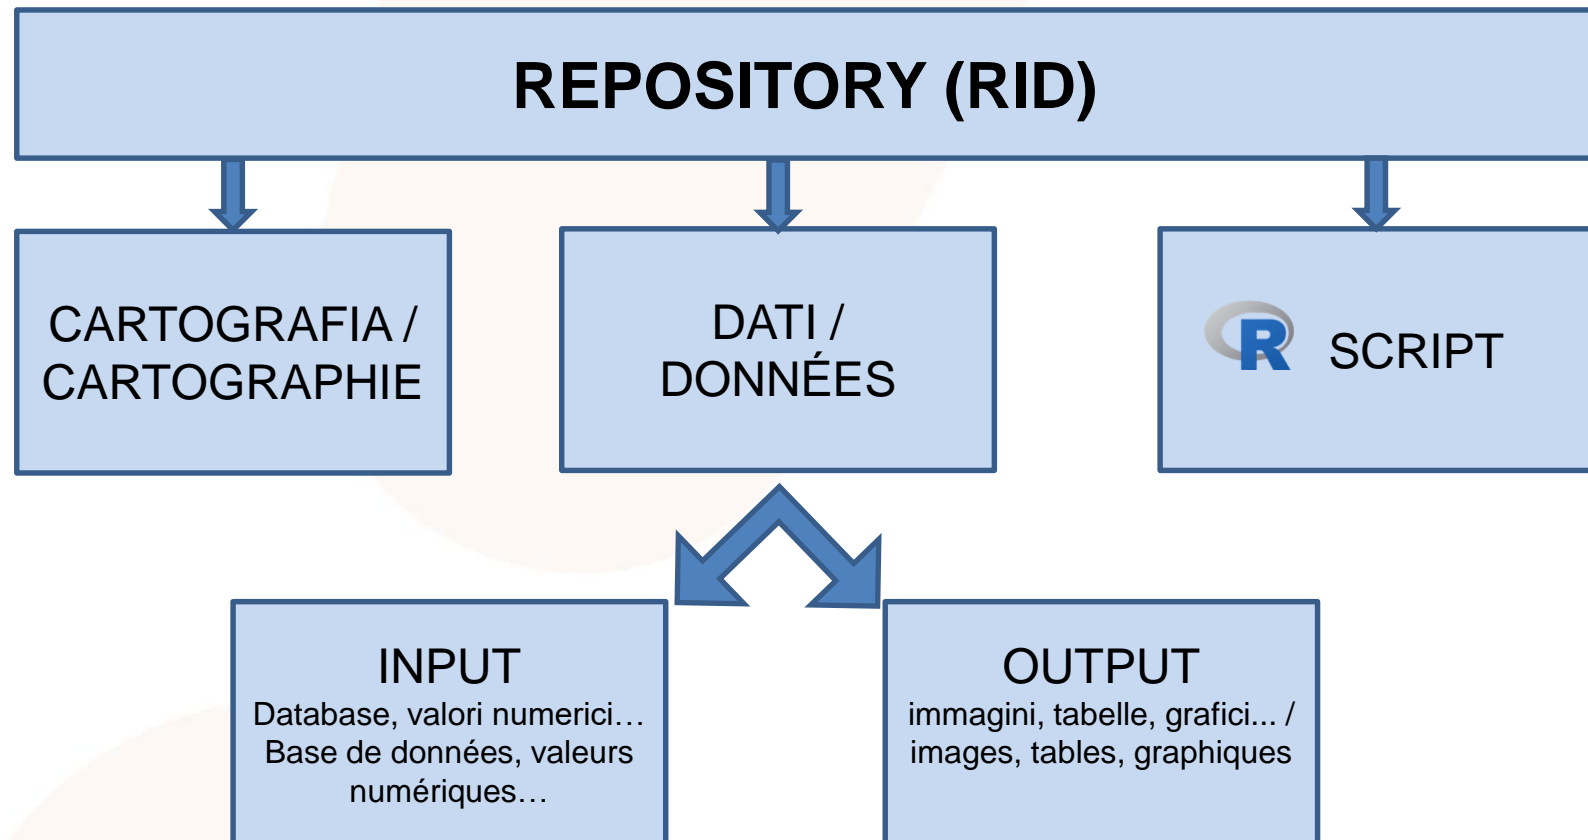 REPOSITORY (RID)
CARTOGRAFIA /
CARTOGRAPHIE
DATI /
DONNÉES
R SCRIPT
INPUT
Database, valori numerici…
Base de données, valeurs
numériques…
OUTPUT
immagini, tabelle, grafici... /
images, tables, graphiques